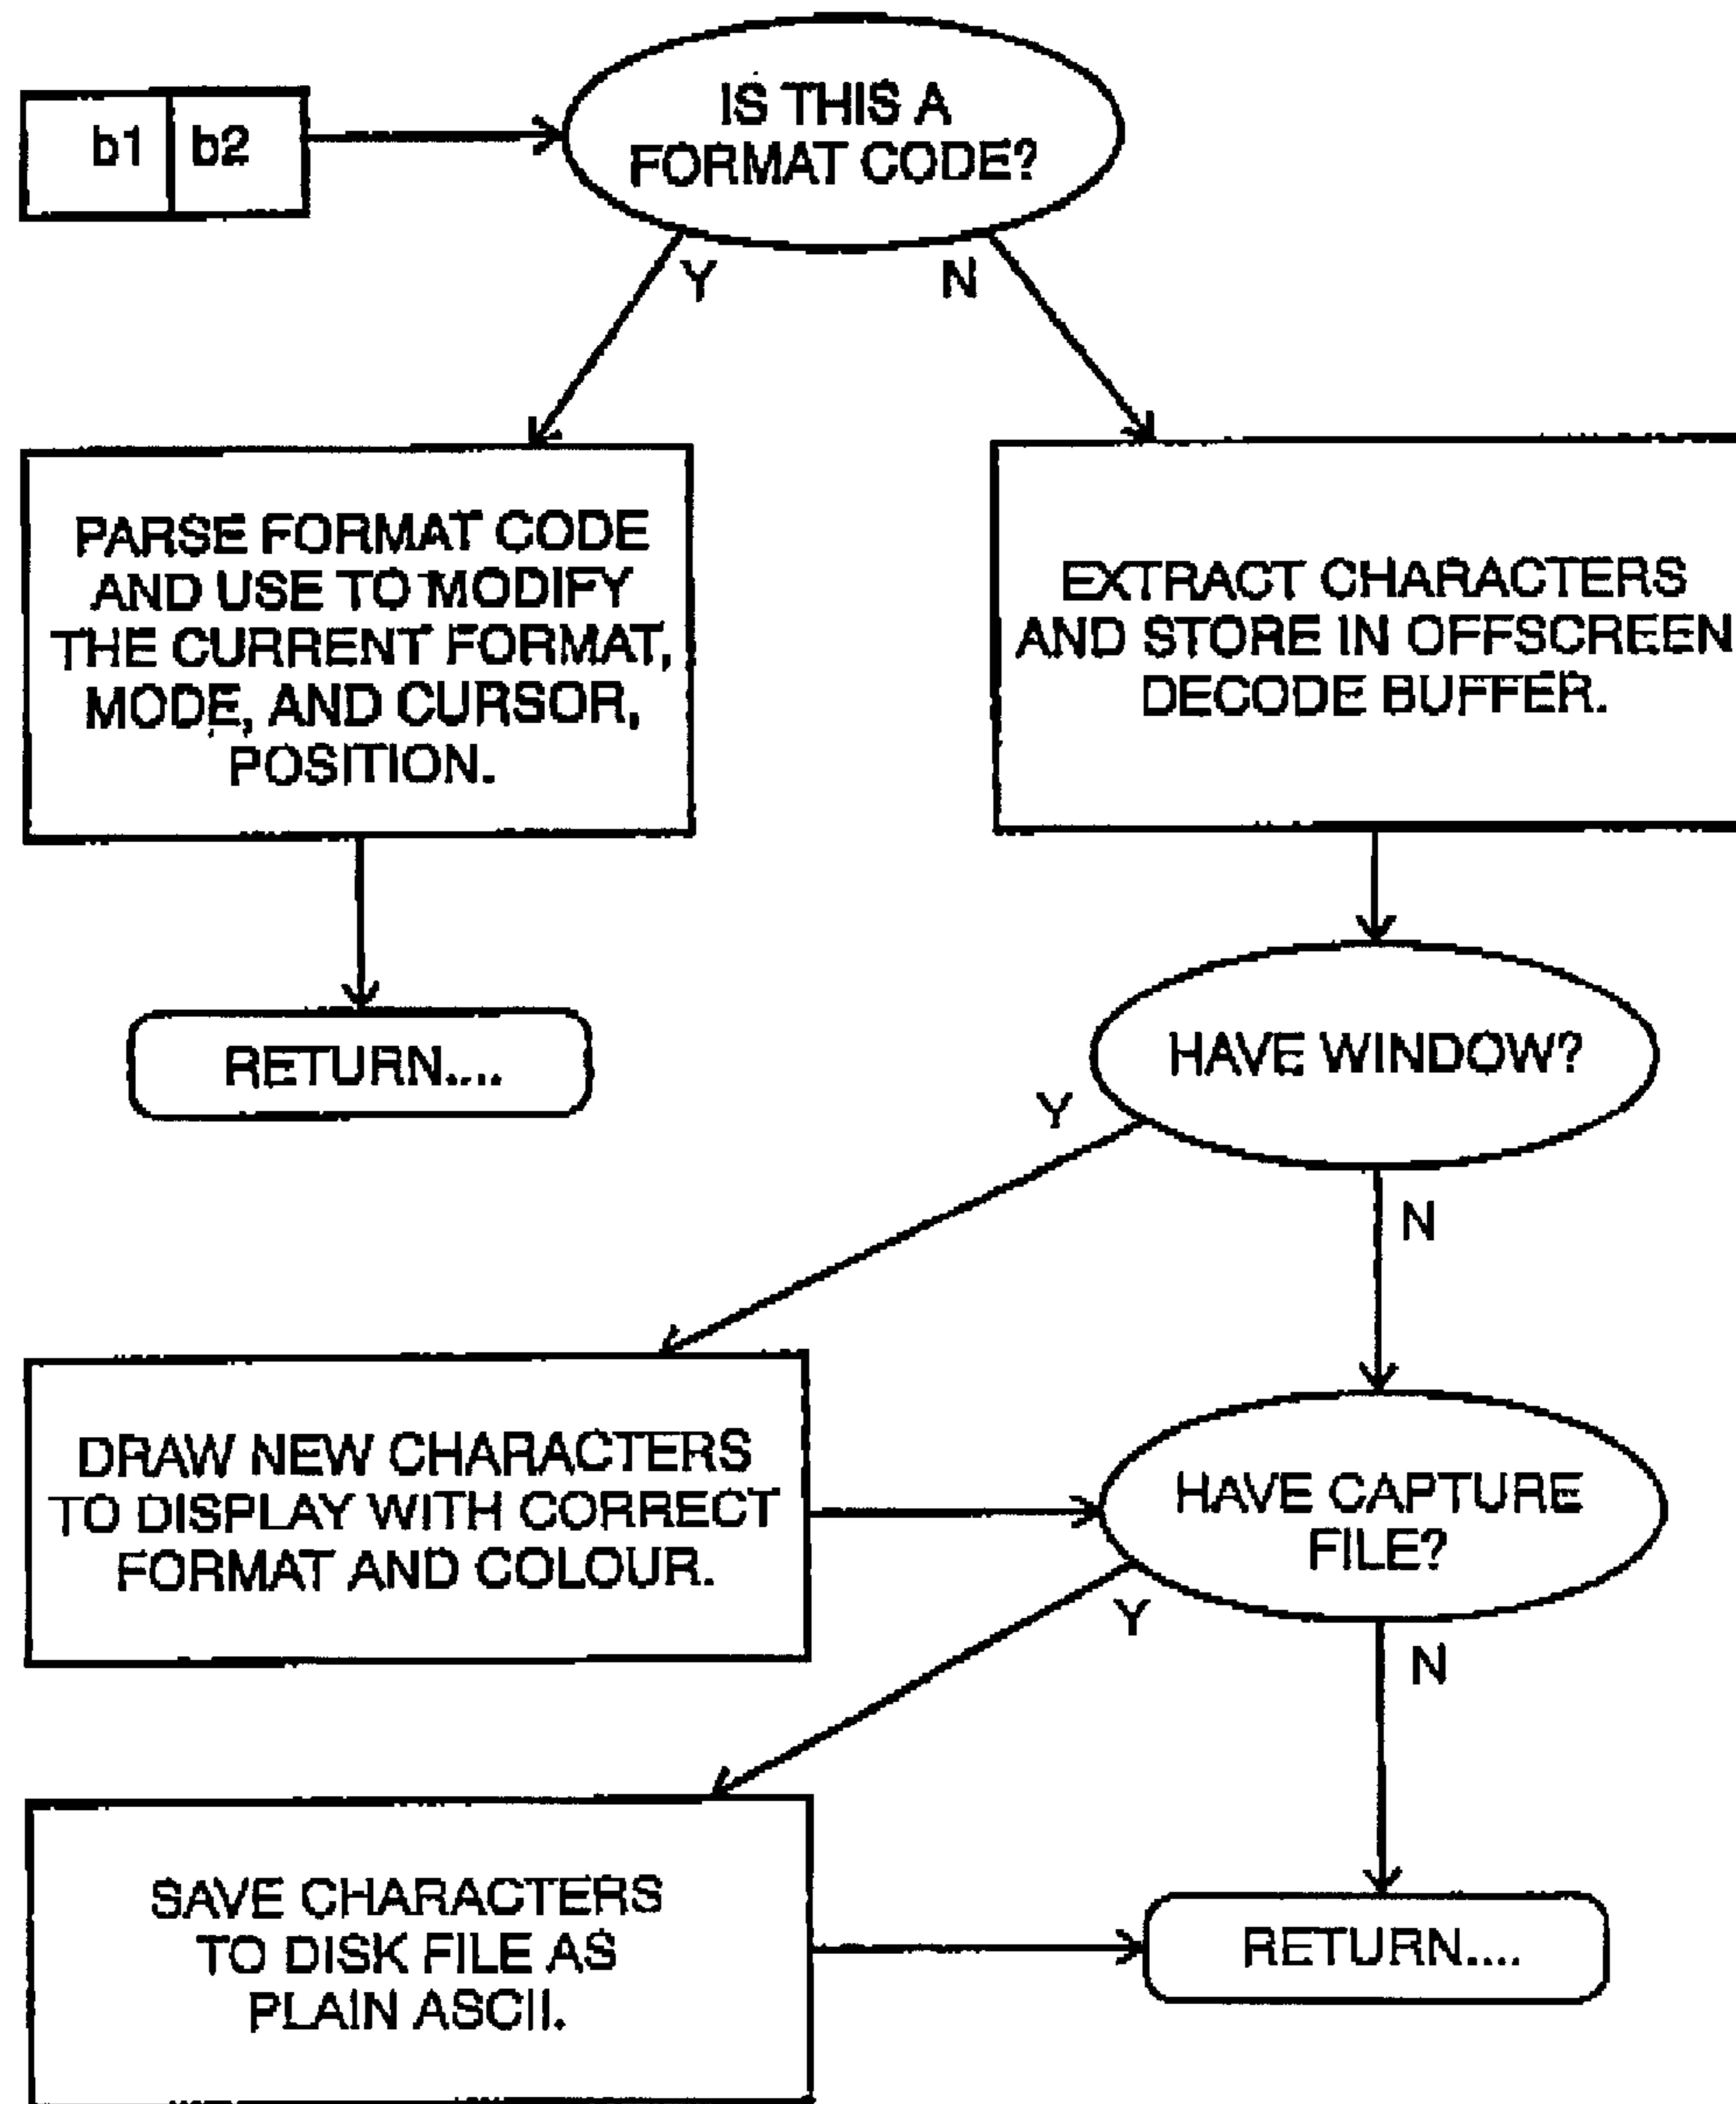 b1 b2
IS THIS A
FORMAT CODE?
Y
N
PARSE FORMAT CODE
AND USE TO MODIFY
THE CURRENT FORMAT,
MODE, AND CURSOR,
POSITION.
EXTRACT CHARACTERS
AND STORE IN OFFSCREEN
DECODE BUFFER.
RETURN....
HAVE WINDOW?
Y
N
DRAW NEW CHARACTERS
TO DISPLAY WITH CORRECT
FORMAT AND COLOUR.
HAVE CAPTURE
FILE?
Y
N
SAVE CHARACTERS
TO DISK FILE AS
PLAIN ASCII.
RETURN....